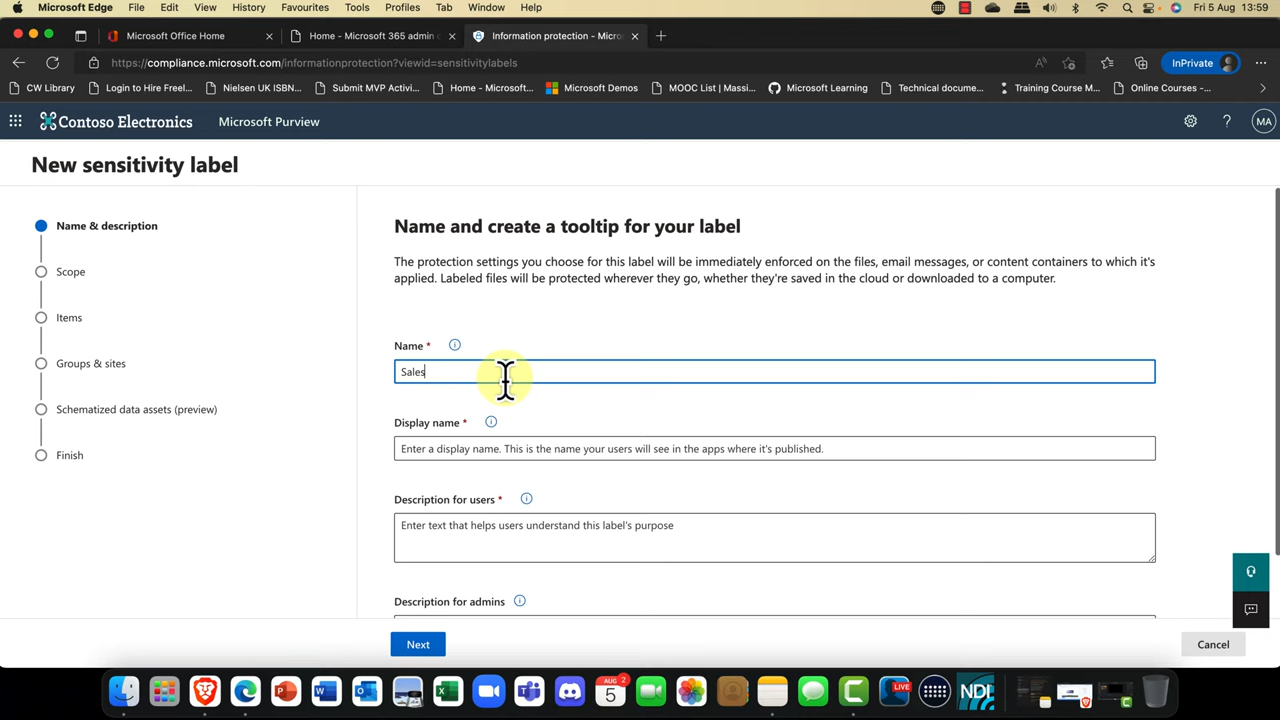 Microsoft Edge File Edit View History Favourites Tools Profiles Tab Window Help Fri 5 Aug 13:59
Microsoft Office Home Home - Microsoft 365 admin c Information protection - Micros
https://compliance.microsoft.com/informationprotection?viewid=sensitivitylabels InPrivate
CW Library Login to Hire Freel... Nielsen UK ISBN... Submit MVP Activi... Home - Microsoft... Microsoft Demos MOOC List | Massi... Microsoft Learning Technical docume... Training Course M... Online Courses -...
Contoso Electronics Microsoft Purview MA
New sensitivity label
Name & description
Scope
Items
Groups & sites
Schematized data assets (preview)
Finish
Name and create a tooltip for your label
The protection settings you choose for this label will be immediately enforced on the files, email messages, or content containers to which it's
applied. Labeled files will be protected wherever they go, whether they're saved in the cloud or downloaded to a computer.
Name *
Sales
Display name *
Enter a display name. This is the name your users will see in the apps where it's published.
Description for users *
Enter text that helps users understand this label's purpose
Description for admins
Next Cancel
AUG 5 2
LIVE
NDI